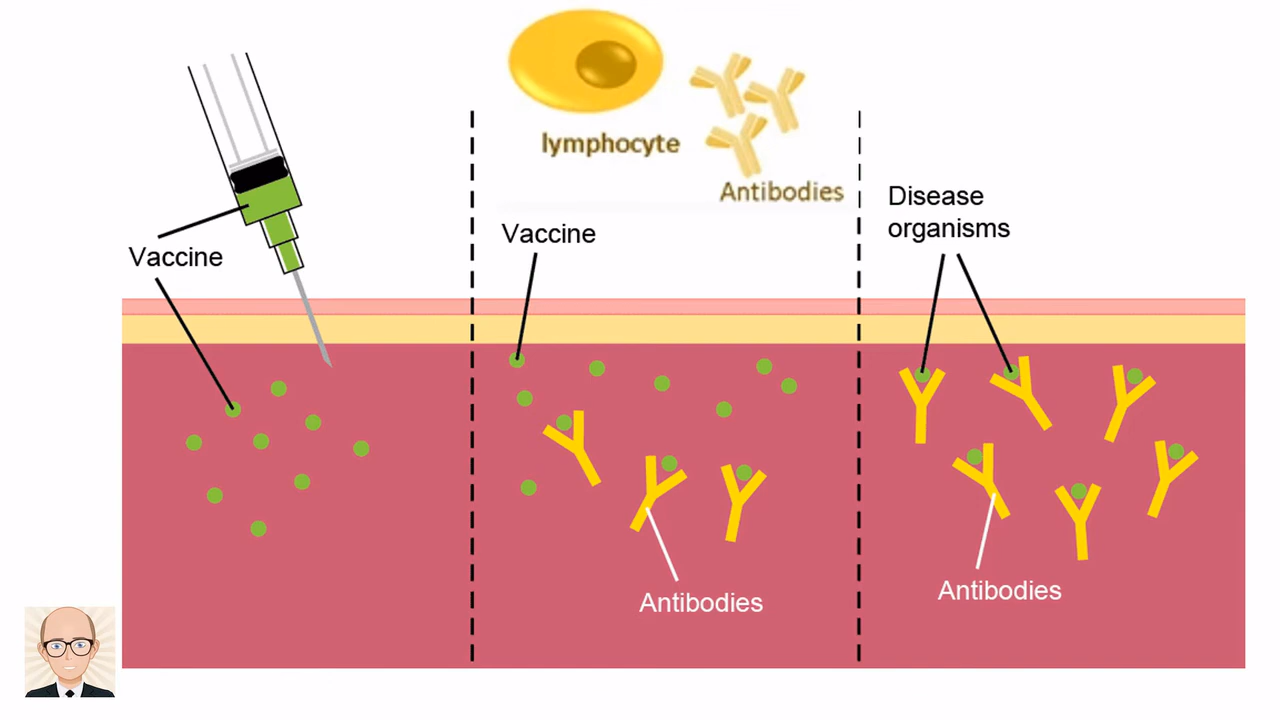 Vaccine
lymphocyte
Antibodies
Vaccine
Antibodies
Disease
organisms
Antibodies